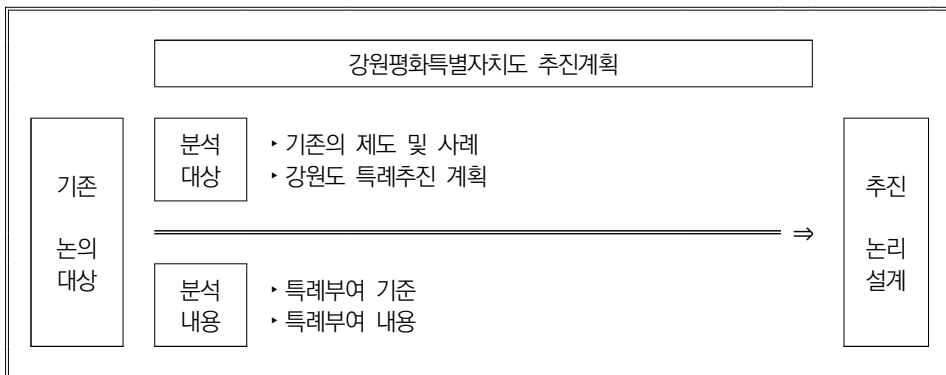 강원평화특별자치도 추진계획
기존
논의
대상
분석
대상
‣ 기존의 제도 및 사례
‣ 강원도 특례추진 계획
⇒
분석
내용
‣ 특례부여 기준
‣ 특례부여 내용
추진
논리
설계